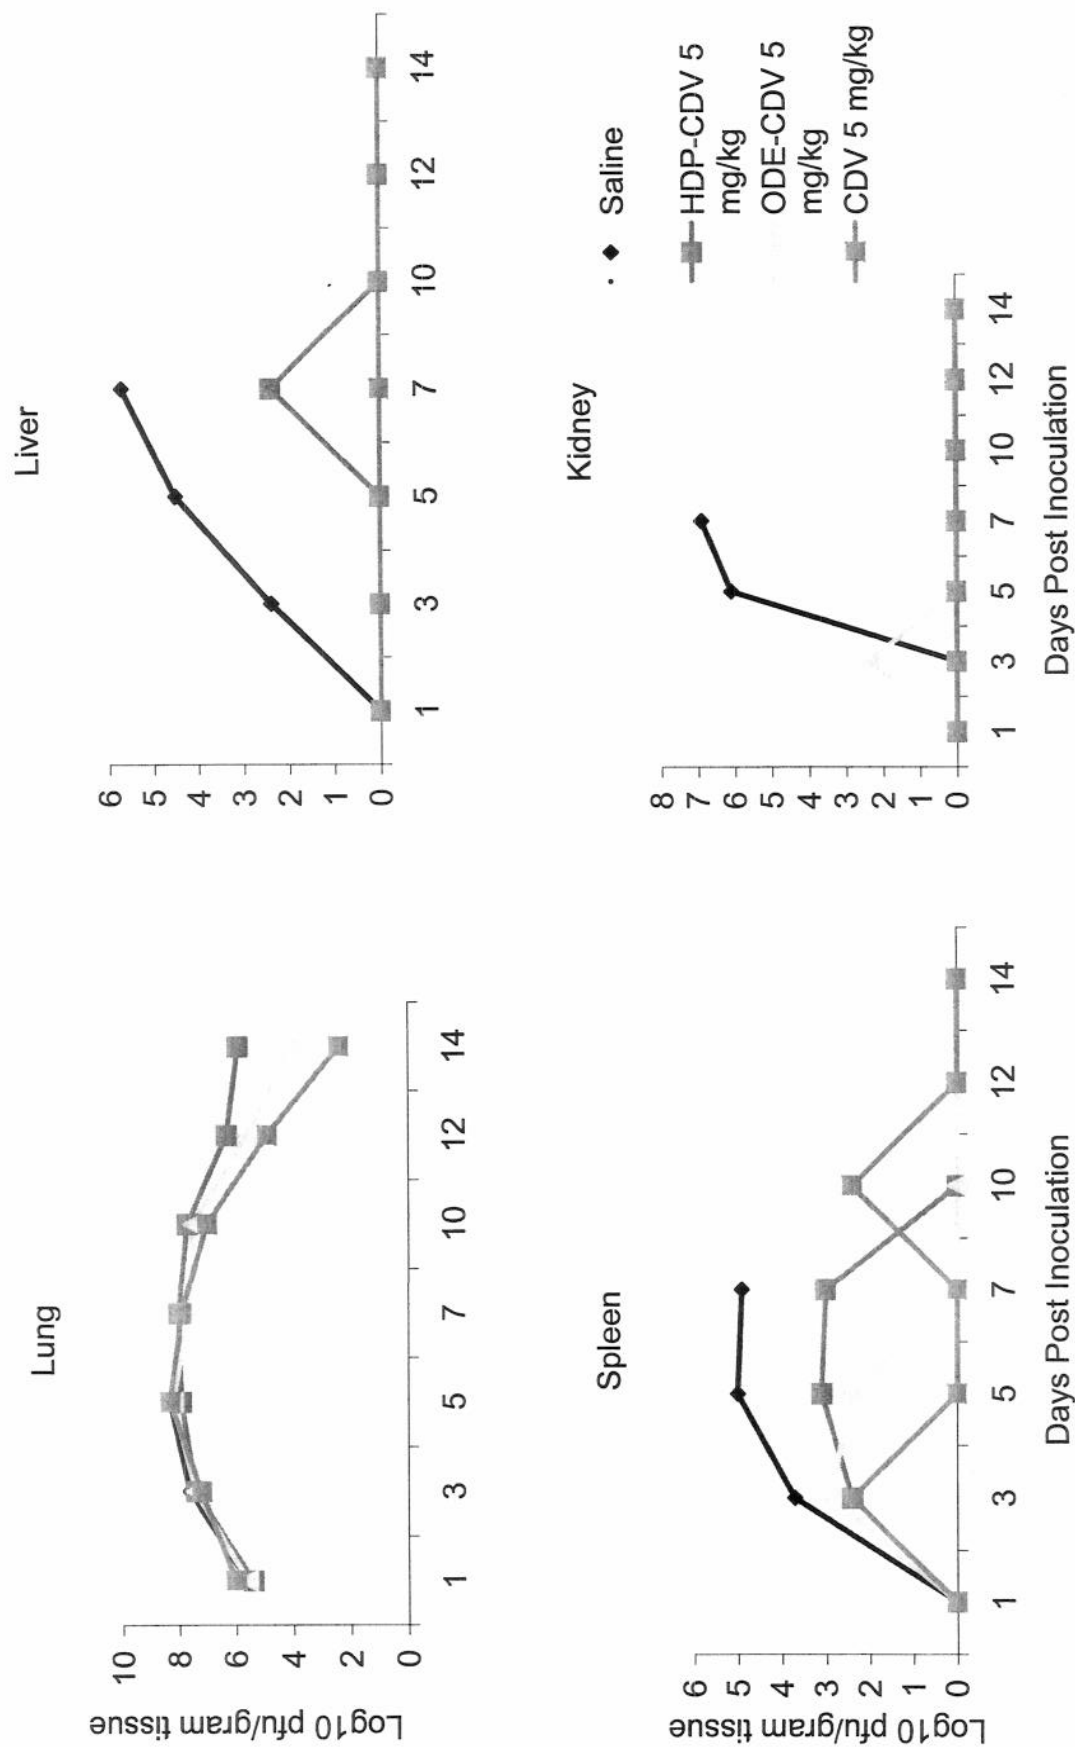 Lung
Log10 pfu/gram tissue
10
8
6
4
2
0
1 3 5 7 10 12 14
Liver
6
5
4
3
2
1
0
1 3 5 7 10 12 14
Spleen
Log10 pfu/gram tissue
6
5
4
3
2
1
0
1 3 5 7 10 12 14
Days Post Inoculation
Kidney
8
7
6
5
4
3
2
1
0
1 3 5 7 10 12 14
Days Post Inoculation
Saline
HDP-CDV 5
mg/kg
ODE-CDV 5
mg/kg
CDV 5 mg/kg